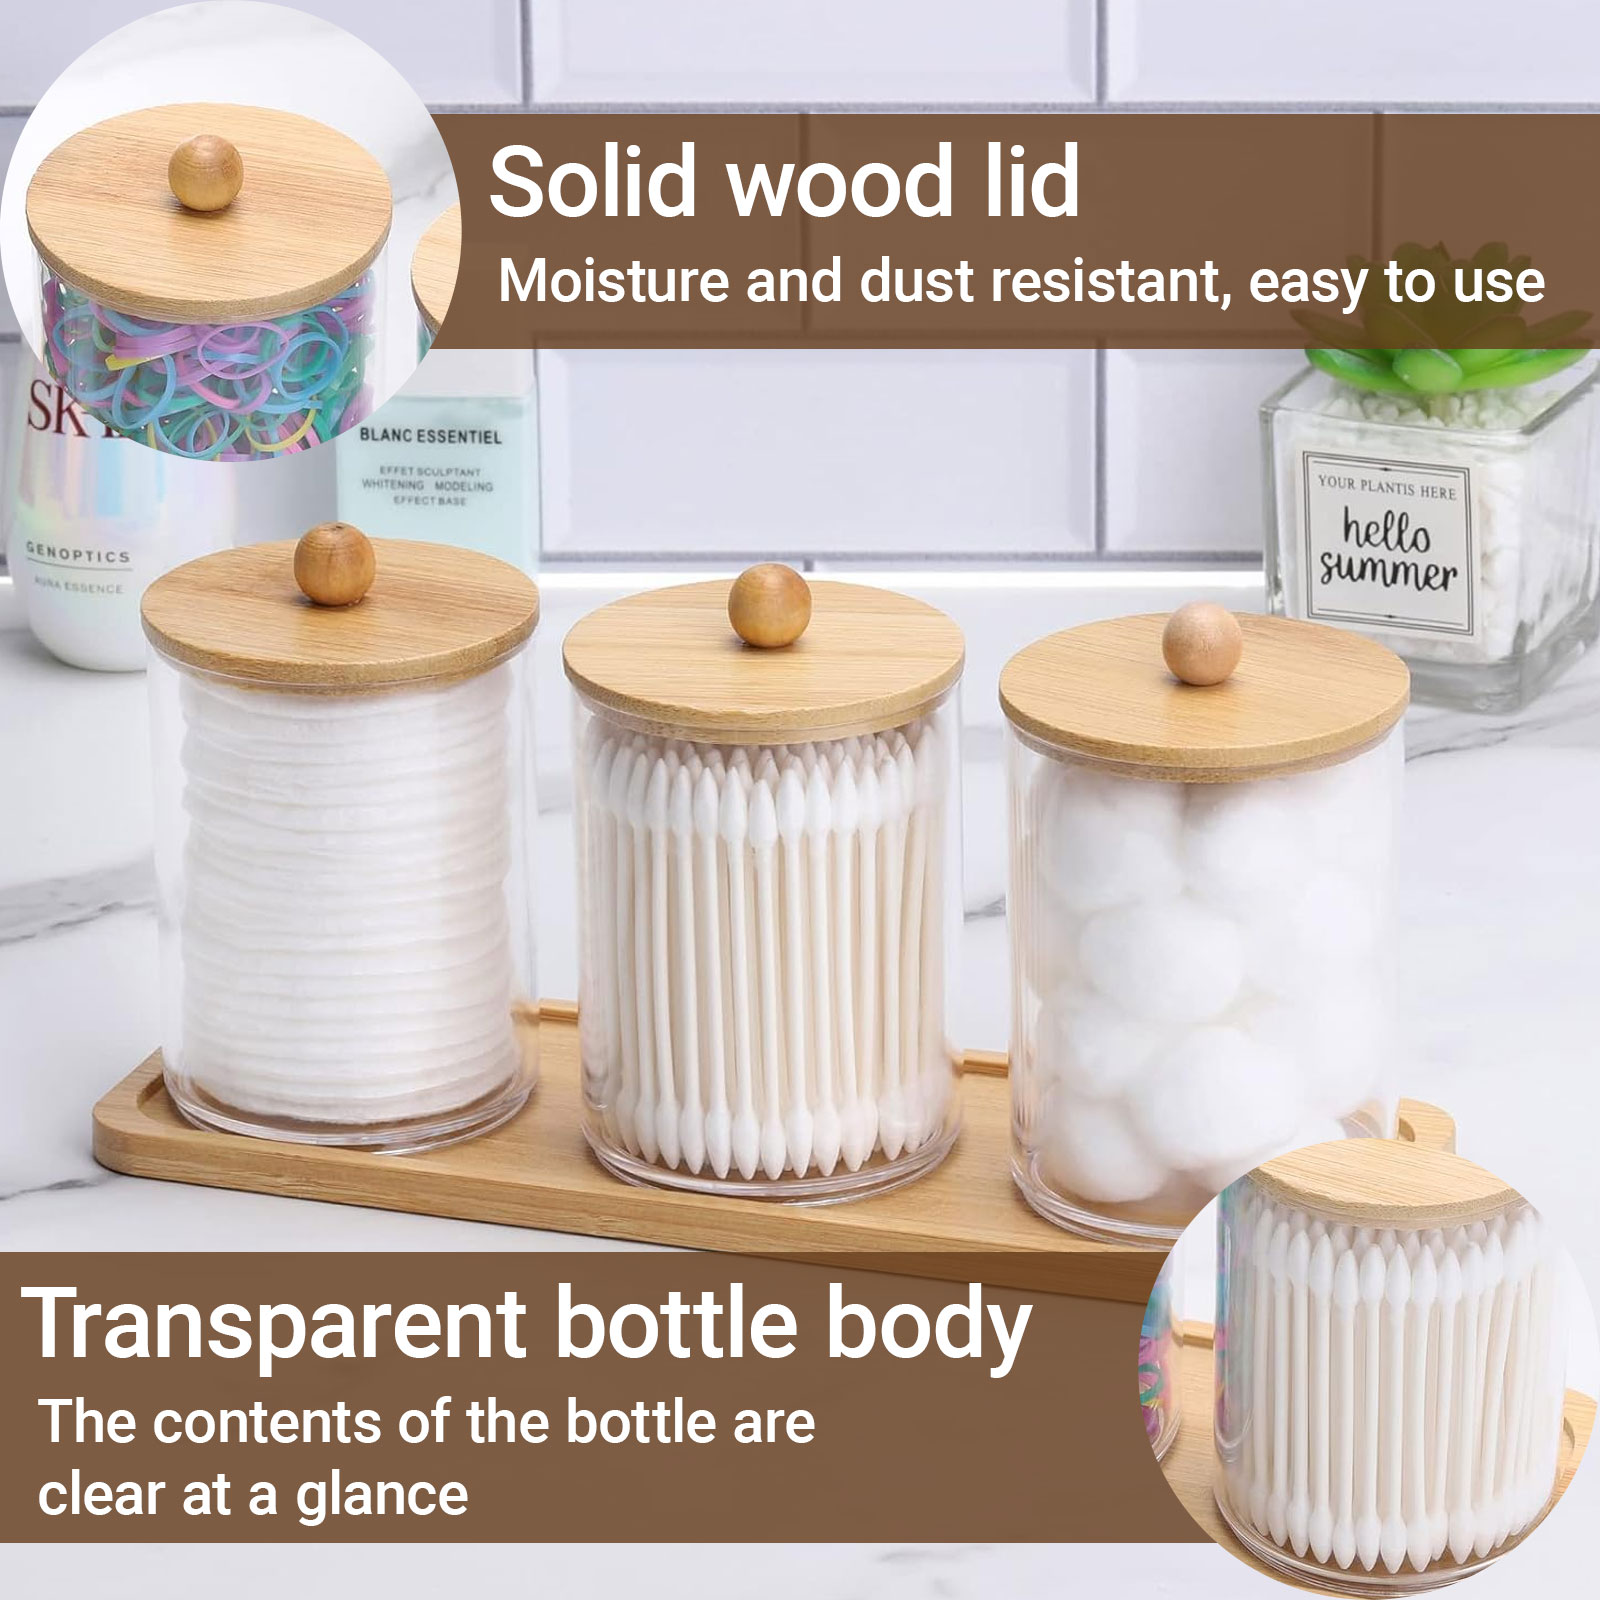 Solid wood lid
Moisture and dust resistant, easy to use
SK
BLANC ESSENTIEL
EFFET SCULPTANT
WHITENING MODELING
EFFECT BASE
GENOPTICS
AURA ESSENCE
YOUR PLANTIS HERE
hello
summer
Transparent bottle body
The contents of the bottle are
clear at a glance